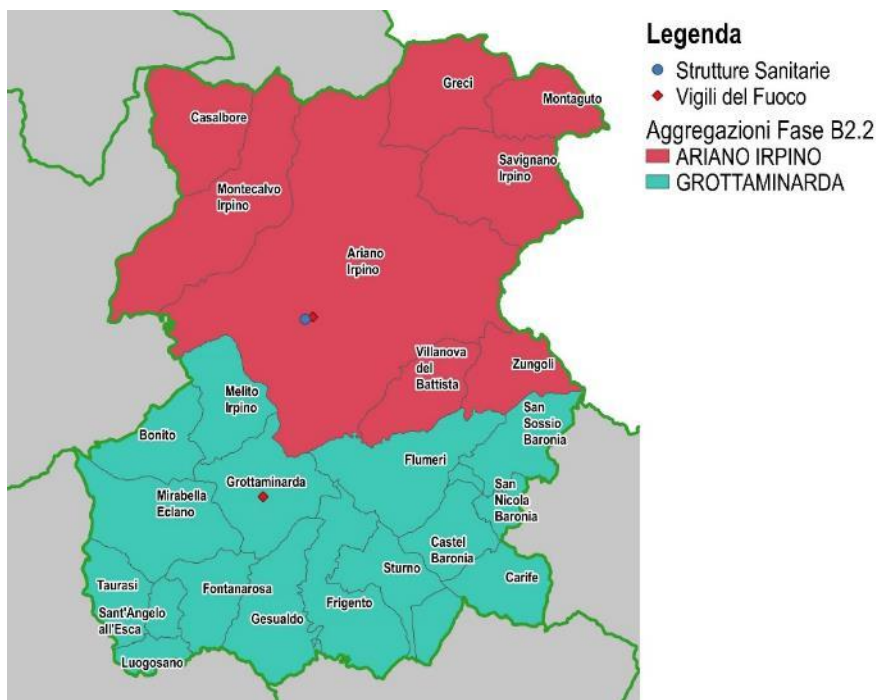 Legenda
Strutture Sanitarie
Vigili del Fuoco
Aggregazioni Fase B2.2
ARIANO IRPINO
GROTTAMINARDA
Greci
Montaguto
Casalbore
Savignano
Irpino
Montecalvo
Irpino
Ariano
Irpino
Villanova
del
Battista
Zungoli
Melito
Irpino
San
Sossio
Baronia
Bonito
Flumeri
Grottaminarda
San
Nicola
Baronia
Mirabella
Eclano
Castel
Baronia
Sturno
Carife
Taurasi
Fontanarosa
Frigento
Sant'Angelo
all'Esca
Gesualdo
Luogosano